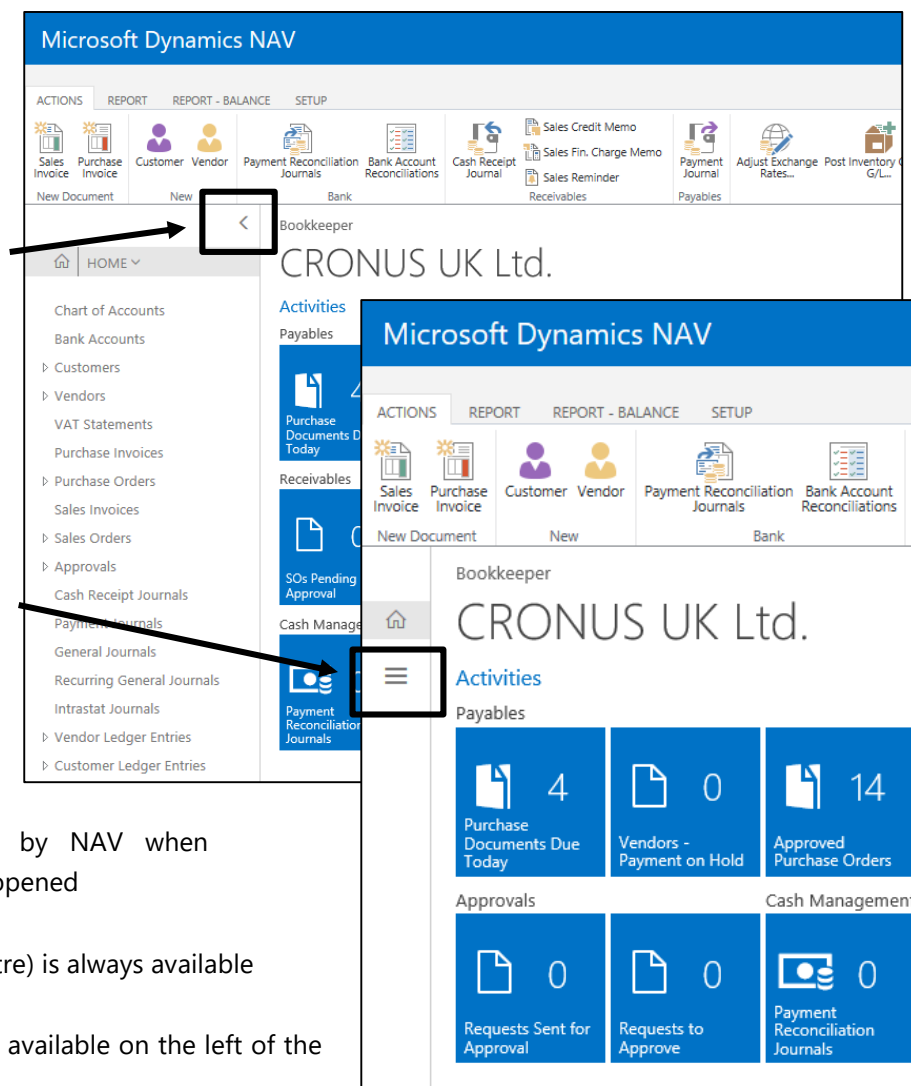 Microsoft Dynamics NAV
ACTIONS REPORT REPORT - BALANCE SETUP
Sales Invoice
Purchase Invoice
Customer
Vendor
Payment Reconciliation Journals
Bank Account Reconciliations
Cash Receipt Journal
Sales Credit Memo
Sales Fin. Charge Memo
Sales Reminder
Payment Journal
Adjust Exchange Rates...
Post Inventory
G/L...
New Document New Bank Receivables Payables
Bookkeeper
HOME
CRONUS UK Ltd.
Chart of Accounts
Bank Accounts
Customers
Vendors
VAT Statements
Purchase Invoices
Purchase Orders
Sales Invoices
Sales Orders
Approvals
Cash Receipt Journals
Payment Journals
General Journals
Recurring General Journals
Intrastat Journals
Vendor Ledger Entries
Customer Ledger Entries
Activities
Payables
Purchase
Documents D
Today
Receivables
0
SOs Pending
Approval
Cash Manage
Payment
Reconciliation
Journals
Microsoft Dynamics NAV
ACTIONS REPORT REPORT - BALANCE SETUP
Sales Invoice
Purchase Invoice
Customer
Vendor
Payment Reconciliation Journals
Bank Account Reconciliations
New Document New Bank
Bookkeeper
CRONUS UK Ltd.
Activities
Payables
4
Purchase
Documents Due
Today
0
Vendors -
Payment on Hold
14
Approved
Purchase Orders
Approvals Cash Management
0
Requests Sent for
Approval
0
Requests to
Approve
0
Payment
Reconciliation
Journals
by NAV when
opened
tre) is always available
available on the left of the